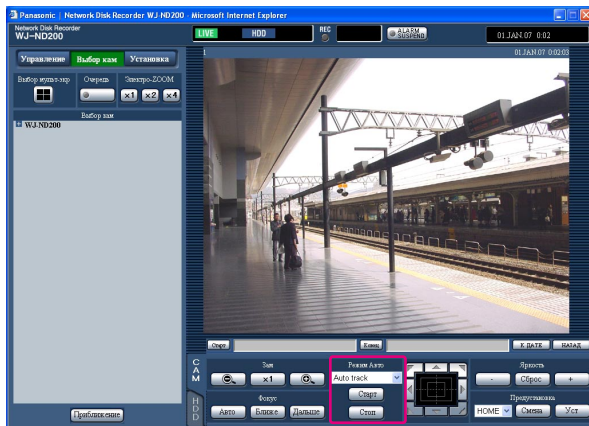 Panasonic | Network Disk Recorder WJ-ND200 - Microsoft Internet Explorer
Network Disk Recorder
WJ-ND200
LIVE HDD REC ALARM SUSPEND 01.JAN.07 0:02
Управление Выбор кам Установка
Выбор мульт-экр Очередь Электро-ZOOM
x1 x2 x4
Выбор кам
WJ-ND200
Приближение
1 01.JAN.07 0:02:03
Старт Конец К ДАТЕ НАЗАД
CAM
HDD
Зум Режим Авто Яркость
x1 Auto track - Сброс +
Фокус Старт Предустановка
Авто Ближе Дальше Стоп HOME Смена Уст